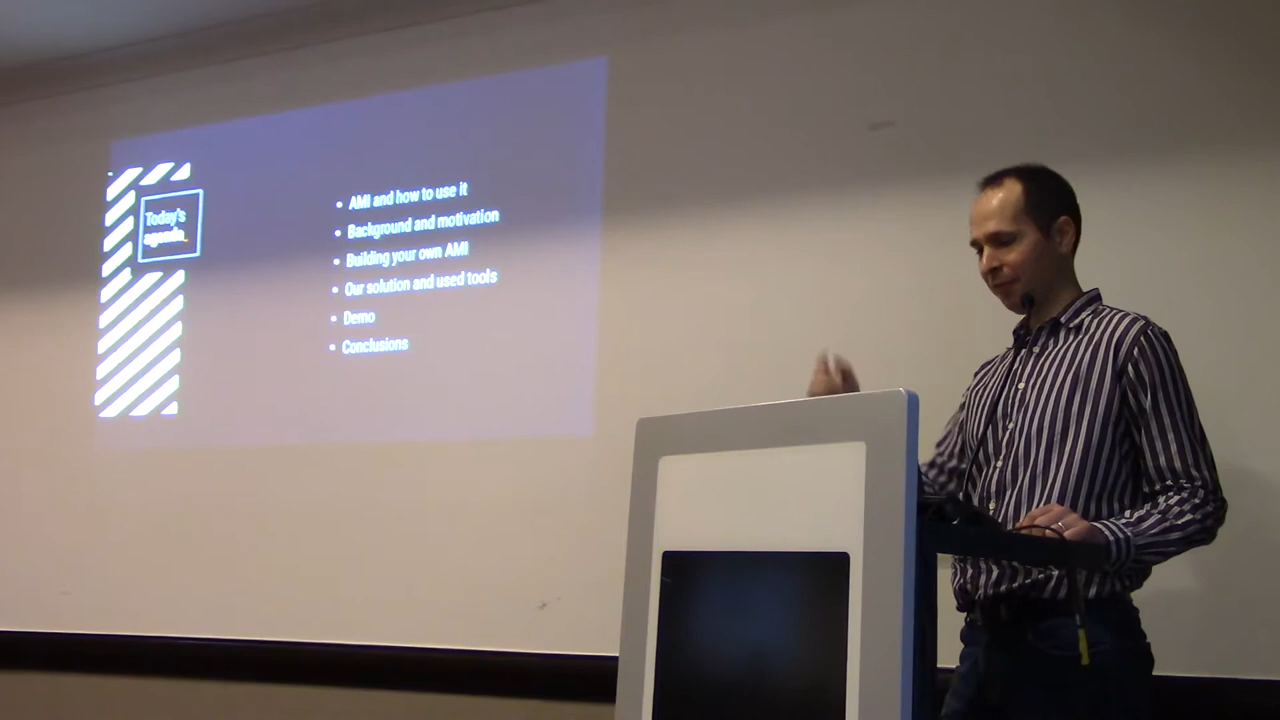 Today's
agenda.
• AMI and how to use it
• Background and motivation
• Building your own AMI
• Our solution and used tools
• Demo
• Conclusions